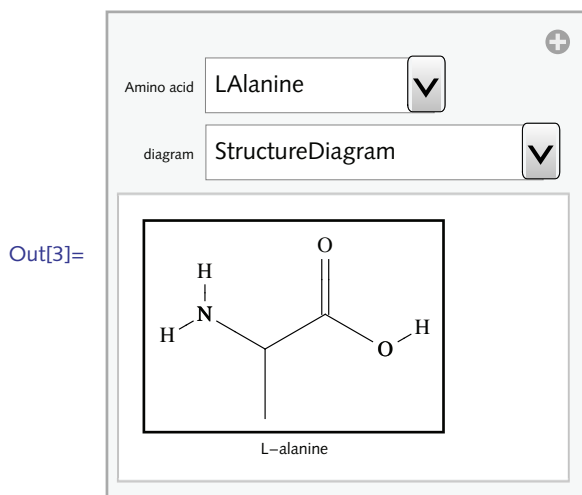 Amino acid LAlanine
diagram StructureDiagram
Out[3]=
O
H
N
H
H
O
L–alanine